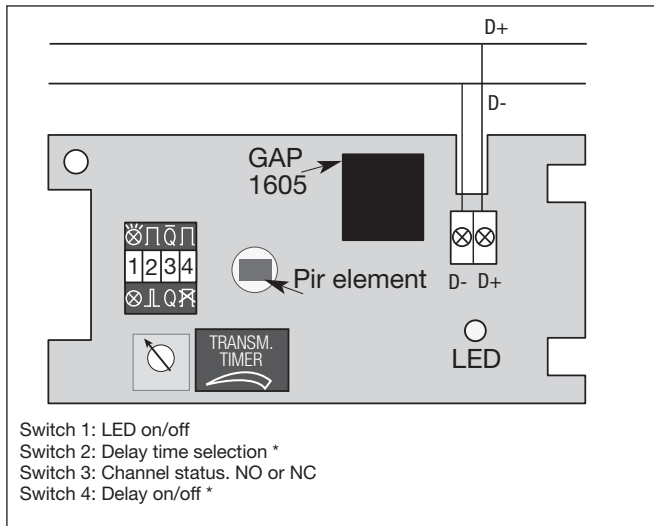 D+
D-
GAP
1605
Q̄
1 2 3 4
Q
Pir element
D- D+
TRANSM.
TIMER
LED
Switch 1: LED on/off
Switch 2: Delay time selection *
Switch 3: Channel status. NO or NC
Switch 4: Delay on/off *